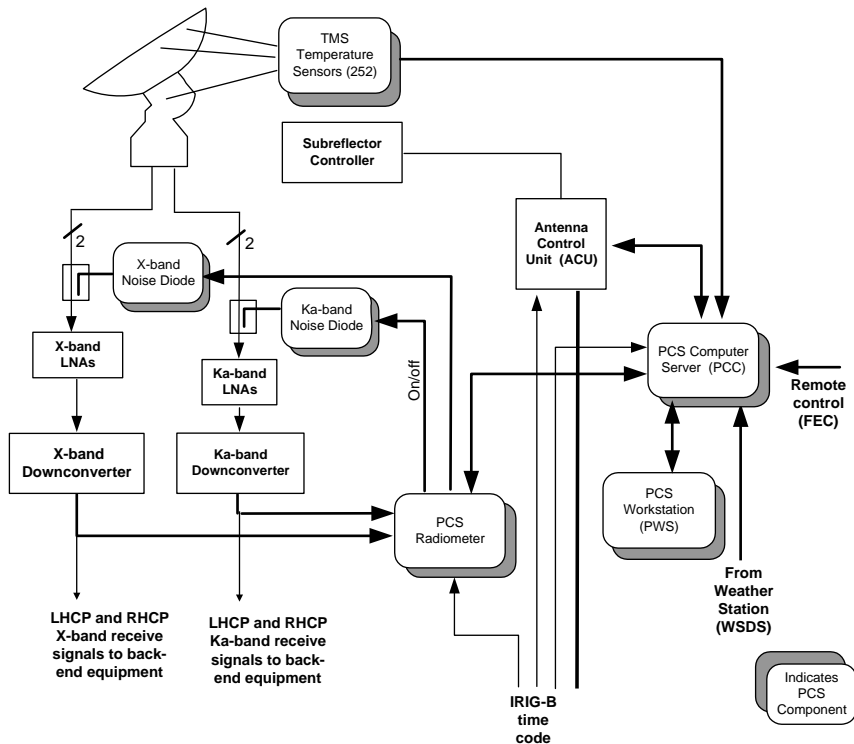 TMS
Temperature
Sensors (252)
Subreflector
Controller
2
2
X-band
Noise Diode
Antenna
Control
Unit (ACU)
Ka-band
Noise Diode
X-band
LNAs
Ka-band
LNAs
On/off
PCS Computer
Server (PCC)
Remote
control
(FEC)
X-band
Downconverter
Ka-band
Downconverter
PCS
Radiometer
PCS
Workstation
(PWS)
From
Weather
Station
(WSDS)
LHCP and RHCP
X-band receive
signals to back-
end equipment
LHCP and RHCP
Ka-band receive
signals to back-
end equipment
IRIG-B
time
code
Indicates
PCS
Component